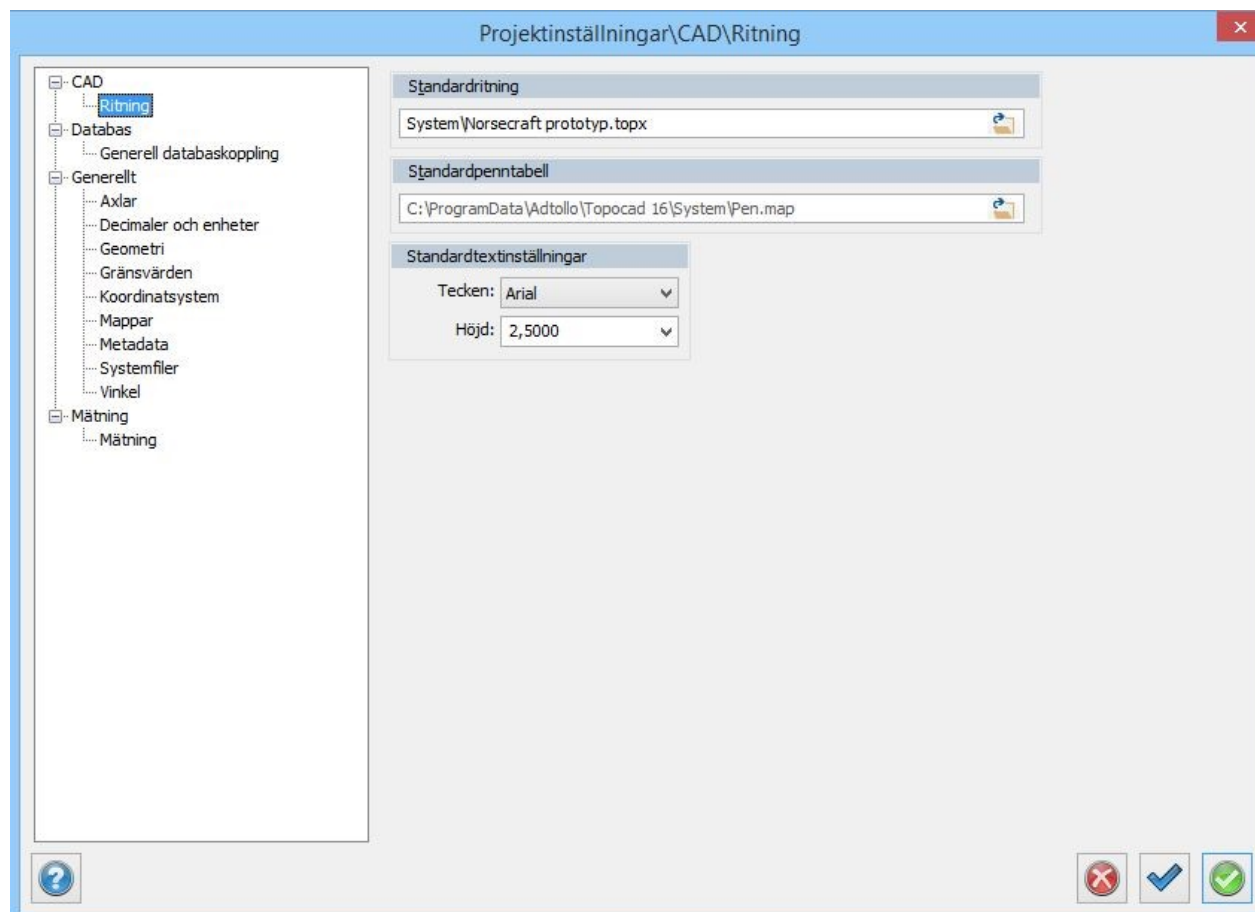 Projektinställningar\CAD\Ritning
CAD
Ritning
Databas
Generell databaskoppling
Generellt
Axlar
Decimaler och enheter
Geometri
Gränsvärden
Koordinatsystem
Mappar
Metadata
Systemfiler
Vinkel
Mätning
Mätning
Standardritning
System\Norsecraft prototyp.topx
Standardpenntabell
C:\ProgramData\Adtollo\Topocad 16\System\Pen.map
Standardtextinställningar
Tecken: Arial
Höjd: 2,5000